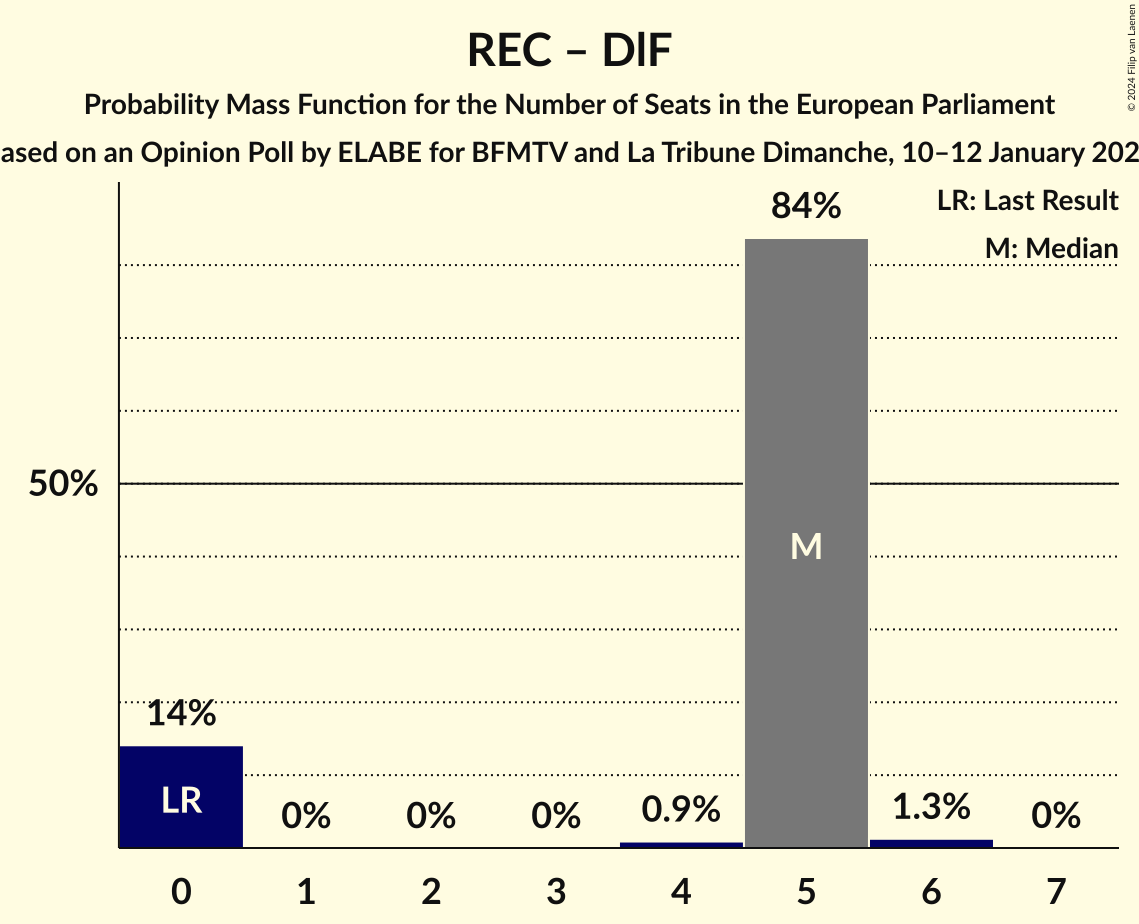 REC – DlF
Probability Mass Function for the Number of Seats in the European Parliament
ased on an Opinion Poll by ELABE for BFMTV and La Tribune Dimanche, 10–12 January 202
© 2024 Filip van Laenen
LR: Last Result
M: Median
84%
50%
M
14%
LR
0%
0%
0%
0.9%
1.3%
0%
0 1 2 3 4 5 6 7